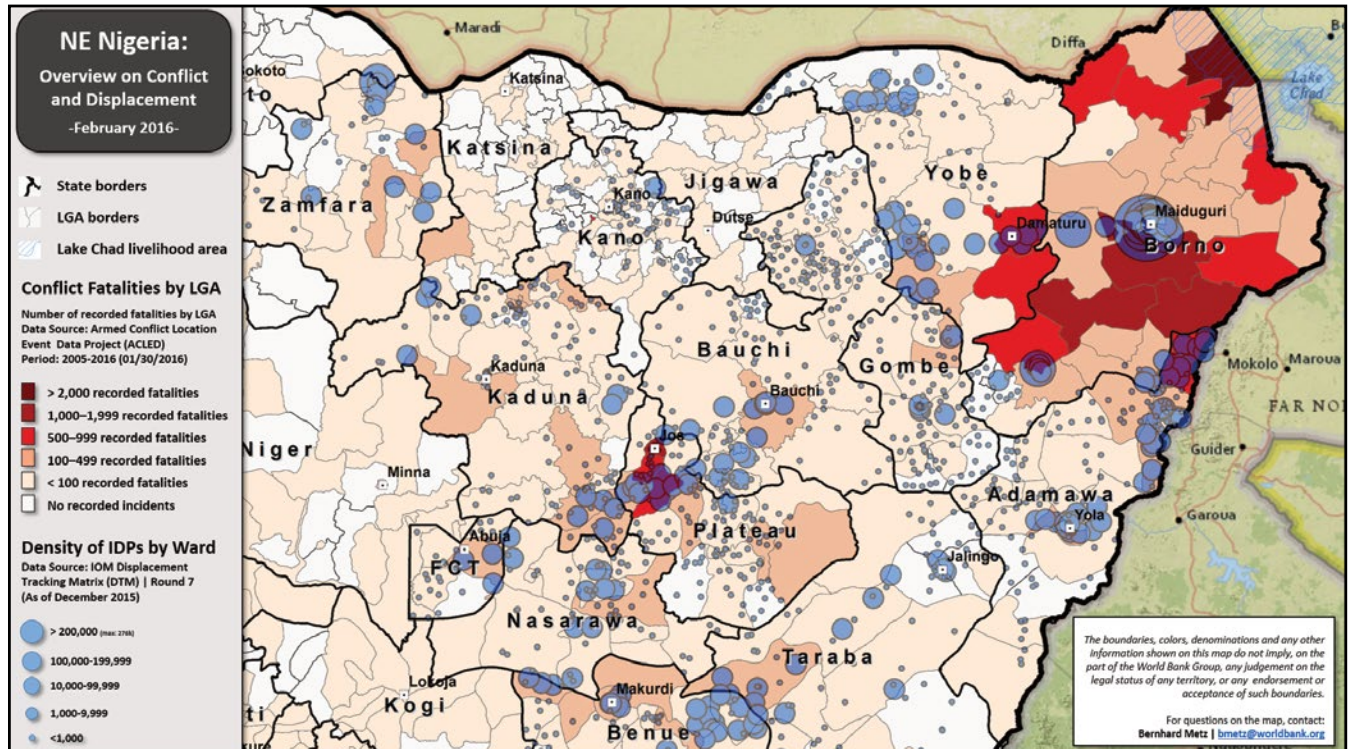 NE Nigeria:
Overview on Conflict
and Displacement
-February 2016-
State borders
LGA borders
Lake Chad livelihood area
Conflict Fatalities by LGA
Number of recorded fatalities by LGA
Data Source: Armed Conflict Location
Event Data Project (ACLED)
Period: 2005-2016 (01/30/2016)
> 2,000 recorded fatalities
1,000–1,999 recorded fatalities
500–999 recorded fatalities
100–499 recorded fatalities
< 100 recorded fatalities
No recorded incidents
Density of IDPs by Ward
Data Source: IOM Displacement
Tracking Matrix (DTM) | Round 7
(As of December 2015)
> 200,000 (max: 276k)
100,000-199,999
10,000-99,999
1,000-9,999
<1,000
Maradi
Diffa
okoto
to
Katsina
Lake
Chad
Katsina
Zamfara
Kano
Jigawa
Yobe
Dutse
Kano
Damaturu
Maiduguri
Borno
Bauchi
Gombe
Mokolo
Maroua
Kaduna
Kaduna
Bauchi
FAR NO
Jos
Niger
Minna
Guider
Adamawa
Plateau
Yola
Garoua
Abuja
FCT
Jalingo
Nasarawa
Taraba
Lokoja
Kogi
Makurdi
Benue
ti
kure
The boundaries, colors, denominations and any other
information shown on this map do not imply, on the
part of the World Bank Group, any judgement on the
legal status of any territory, or any endorsement or
acceptance of such boundaries.
For questions on the map, contact:
Bernhard Metz | bmetz@worldbank.org